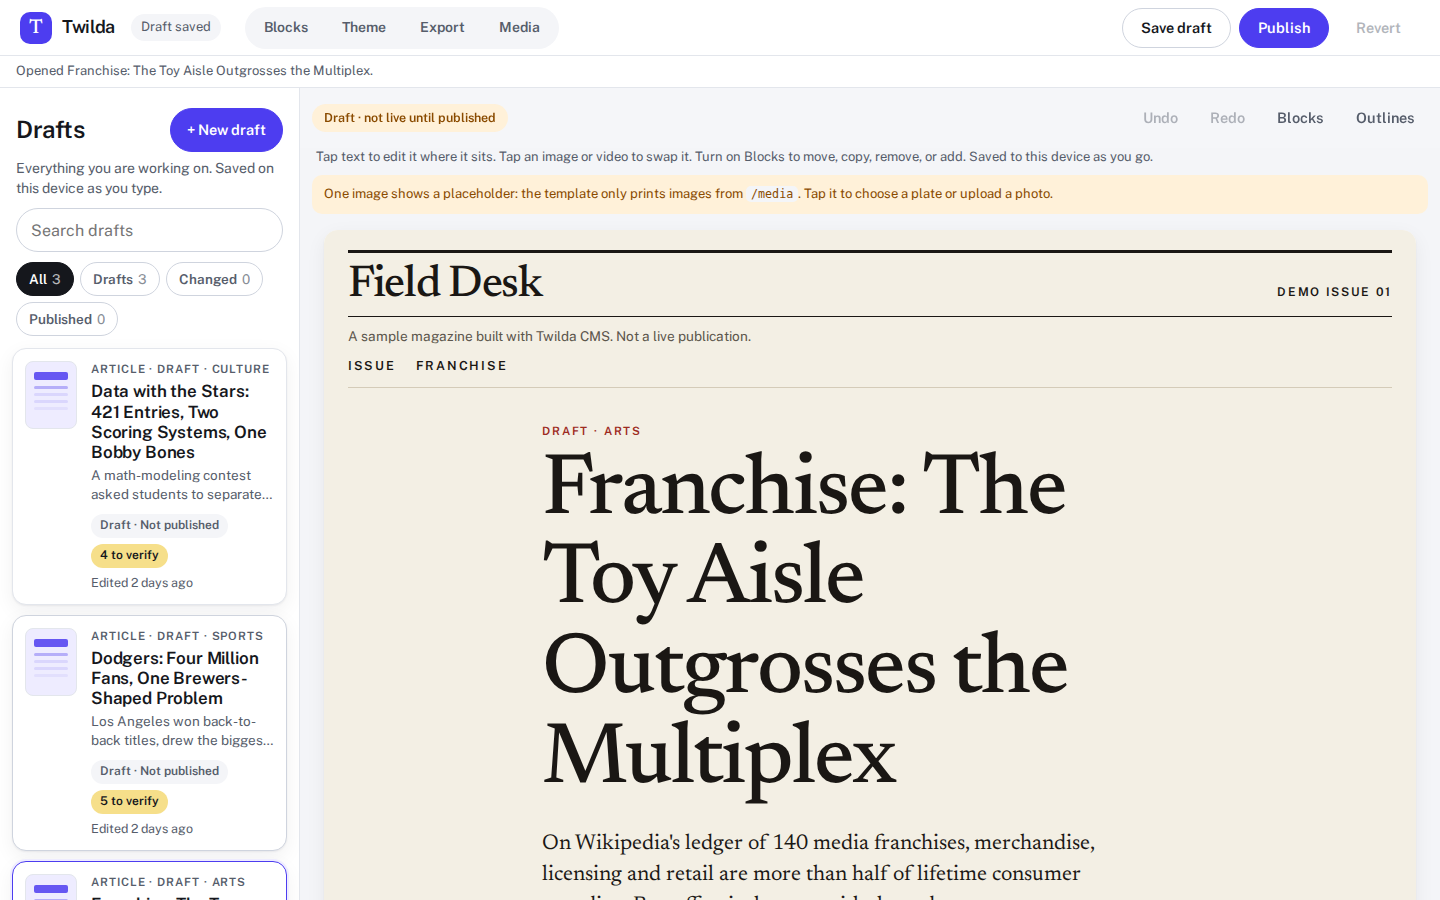 T Twilda Draft saved Blocks Theme Export Media Save draft Publish Revert
Opened Franchise: The Toy Aisle Outgrosses the Multiplex.
Drafts + New draft
Everything you are working on. Saved on
this device as you type.
Search drafts
All 3 Drafts 3 Changed 0
Published 0
ARTICLE · DRAFT · CULTURE
Data with the Stars:
421 Entries, Two
Scoring Systems, One
Bobby Bones
A math-modeling contest
asked students to separate…
Draft · Not published
4 to verify
Edited 2 days ago
ARTICLE · DRAFT · SPORTS
Dodgers: Four Million
Fans, One Brewers-
Shaped Problem
Los Angeles won back-to-
back titles, drew the bigges…
Draft · Not published
5 to verify
Edited 2 days ago
ARTICLE · DRAFT · ARTS
Draft · not live until published Undo Redo Blocks Outlines
Tap text to edit it where it sits. Tap an image or video to swap it. Turn on Blocks to move, copy, remove, or add. Saved to this device as you go.
One image shows a placeholder: the template only prints images from /media. Tap it to choose a plate or upload a photo.
Field Desk DEMO ISSUE 01
A sample magazine built with Twilda CMS. Not a live publication.
ISSUE FRANCHISE
DRAFT · ARTS
Franchise: The
Toy Aisle
Outgrosses the
Multiplex
On Wikipedia's ledger of 140 media franchises, merchandise,
licensing and retail are more than half of lifetime consumer